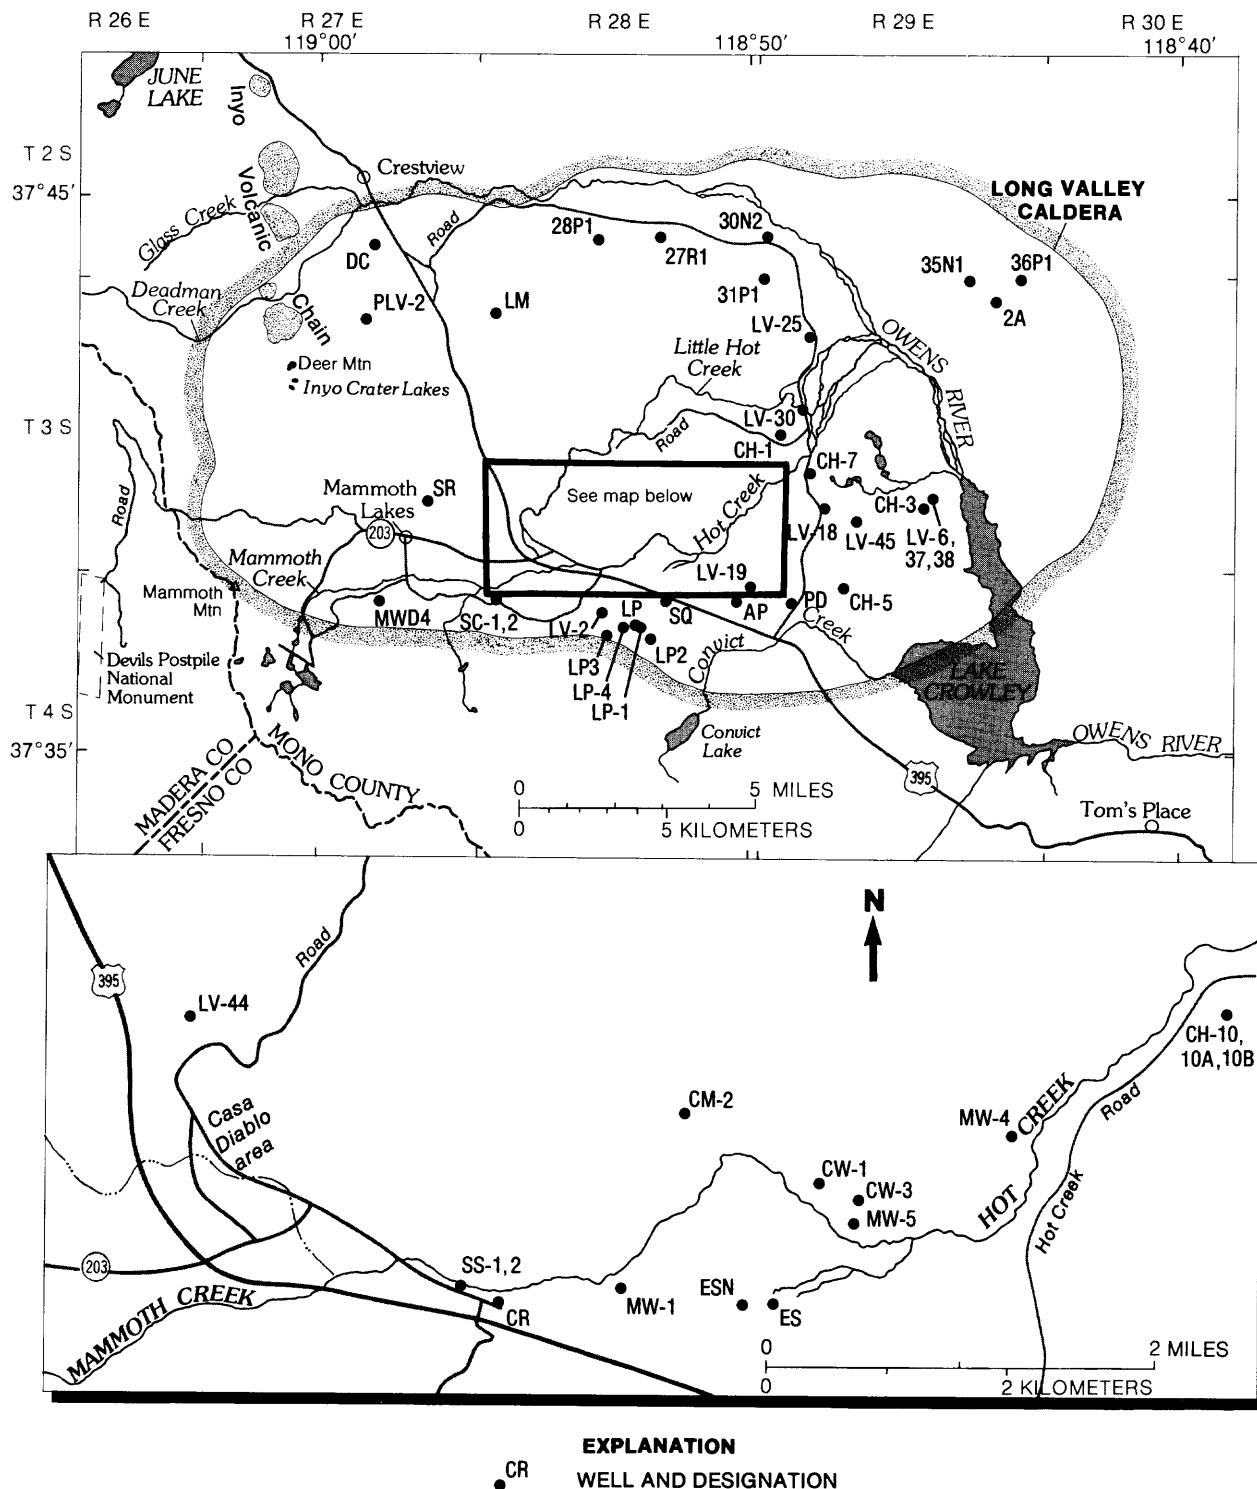 R 26 E
R 27 E
R 28 E
R 29 E
R 30 E
119°00′
118°50′
118°40′
JUNE
LAKE
Inyo
Volcanic
Chain
T 2 S
37°45′
Crestview
LONG VALLEY
CALDERA
Glass Creek
Road
28P1
27R1
30N2
DC
35N1
36P1
Deadman
Creek
PLV-2
LM
31P1
2A
LV-25
OWENS
RIVER
Little Hot
Creek
Deer Mtn
Inyo Crater Lakes
T 3 S
LV-30
Road
CH-1
CH-7
See map below
Hot Creek
Road
Mammoth
Lakes
SR
203
CH-3
LV-18
LV-45
LV-6,
37,38
Mammoth
Creek
Mammoth
Mtn
LV-19
MWD4
SC-1,2
LV-2
LP
SQ
AP
PD
CH-5
Creek
Convict
LP3
LP2
LP-4
LP-1
Devils Postpile
National
Monument
LAKE
CROWLEY
T 4 S
37°35′
Convict
Lake
MADERA CO
FRESNO CO
MONO COUNTY
OWENS RIVER
395
0
5 MILES
0
5 KILOMETERS
Tom's Place
N
Road
395
LV-44
CH-10,
10A,10B
Casa
Diablo
area
CM-2
MW-4
CREEK
Road
CW-1
CW-3
MW-5
HOT
Hot Creek
203
SS-1,2
MAMMOTH CREEK
CR
MW-1
ESN
ES
0
2 MILES
0
2 KILOMETERS
EXPLANATION
CR
WELL AND DESIGNATION